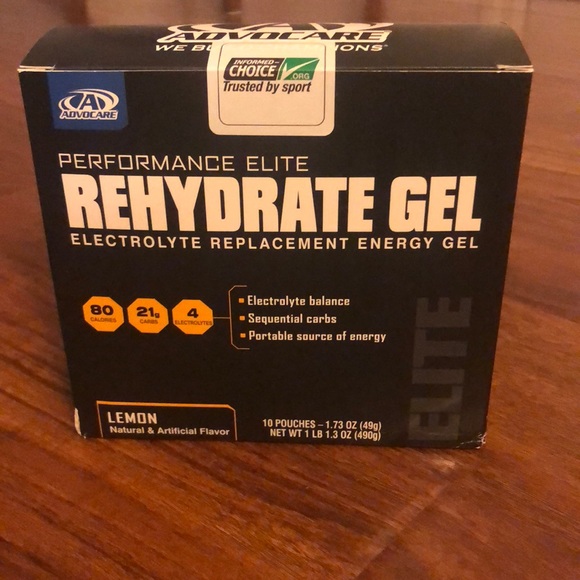 ADVOCARE
WE BU
IONS®
INFORMED-
CHOICE
.ORG
Trusted by sport
ADVOCARE
PERFORMANCE ELITE
REHYDRATE GEL
ELECTROLYTE REPLACEMENT ENERGY GEL
80
CALORIES
21g
CARBS
4
ELECTROLYTES
Electrolyte balance
Sequential carbs
Portable source of energy
ELITE
LEMON
Natural & Artificial Flavor
10 POUCHES – 1.73 OZ (49g)
NET WT 1 LB 1.3 OZ (490g)